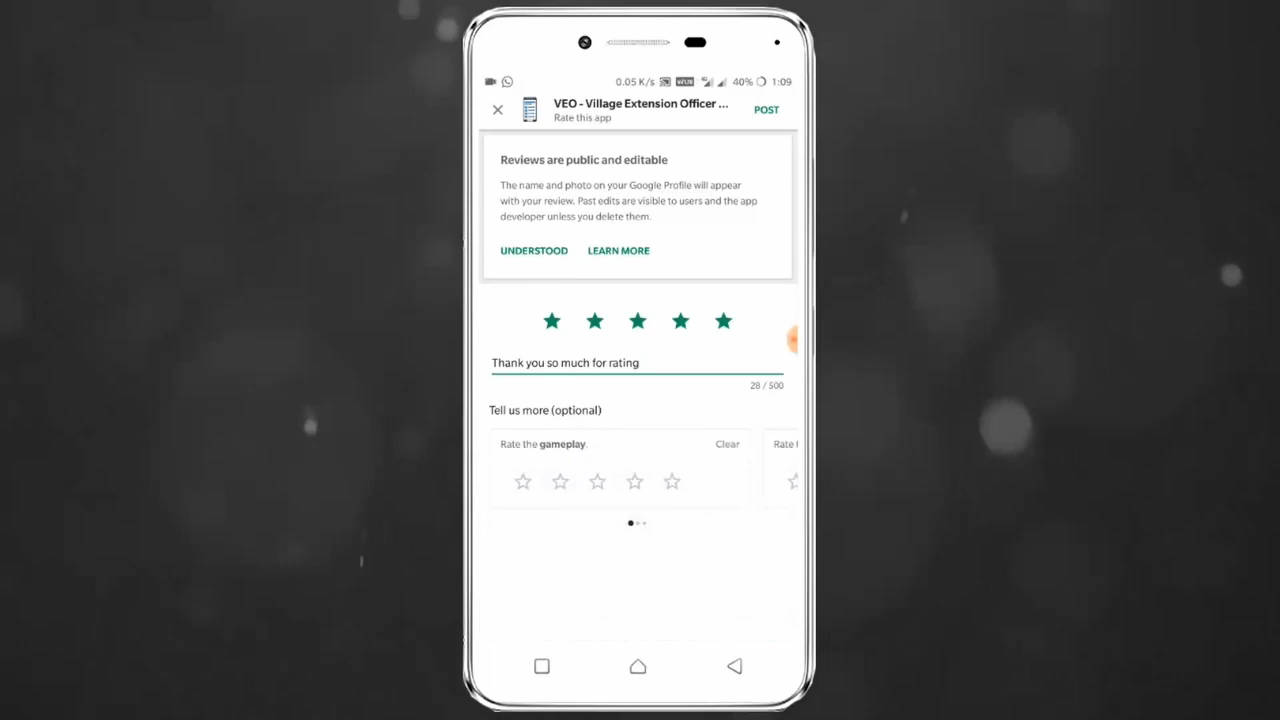 0.05 K/s 40% 1:09
VEO - Village Extension Officer ...
Rate this app
POST
Reviews are public and editable
The name and photo on your Google Profile will appear
with your review. Past edits are visible to users and the app
developer unless you delete them.
UNDERSTOOD LEARN MORE
Thank you so much for rating
28 / 500
Tell us more (optional)
Rate the gameplay. Clear
Rate